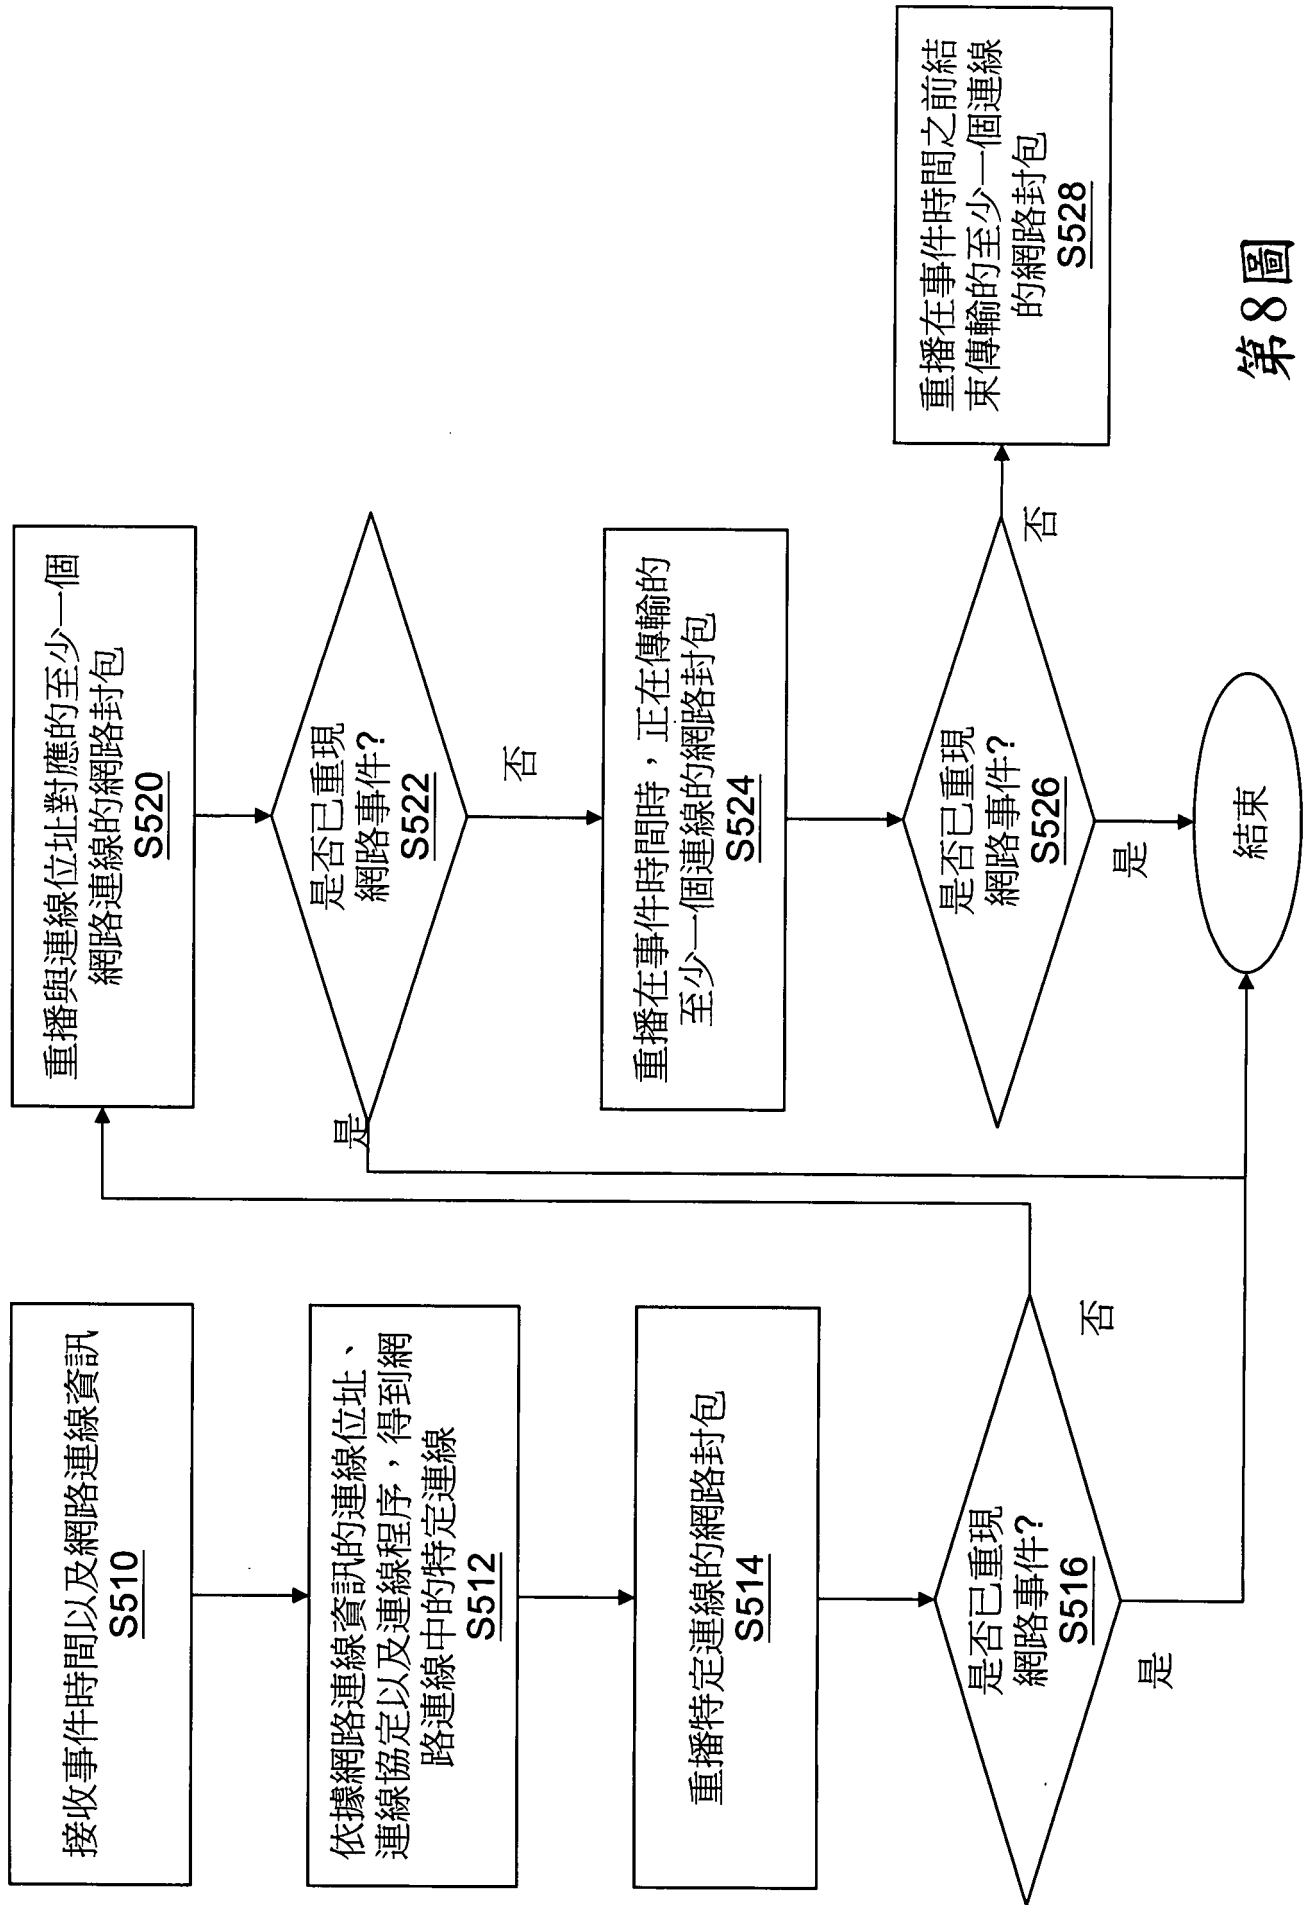 接收事件時間以及網路連線資訊
S510
依據網路連線資訊的連線位址、
連線協定以及連線程序，得到網
路連線中的特定連線
S512
重播特定連線的網路封包
S514
是否已重現
網路事件?
S516
是
否
重播與連線位址對應的至少一個
網路連線的網路封包
S520
是否已重現
網路事件?
S522
是
否
重播在事件時間時，正在傳輸的
至少一個連線的網路封包
S524
是否已重現
網路事件?
S526
是
否
結束
重播在事件時間之前結
束傳輸的至少一個連線
的網路封包
S528
第8圖